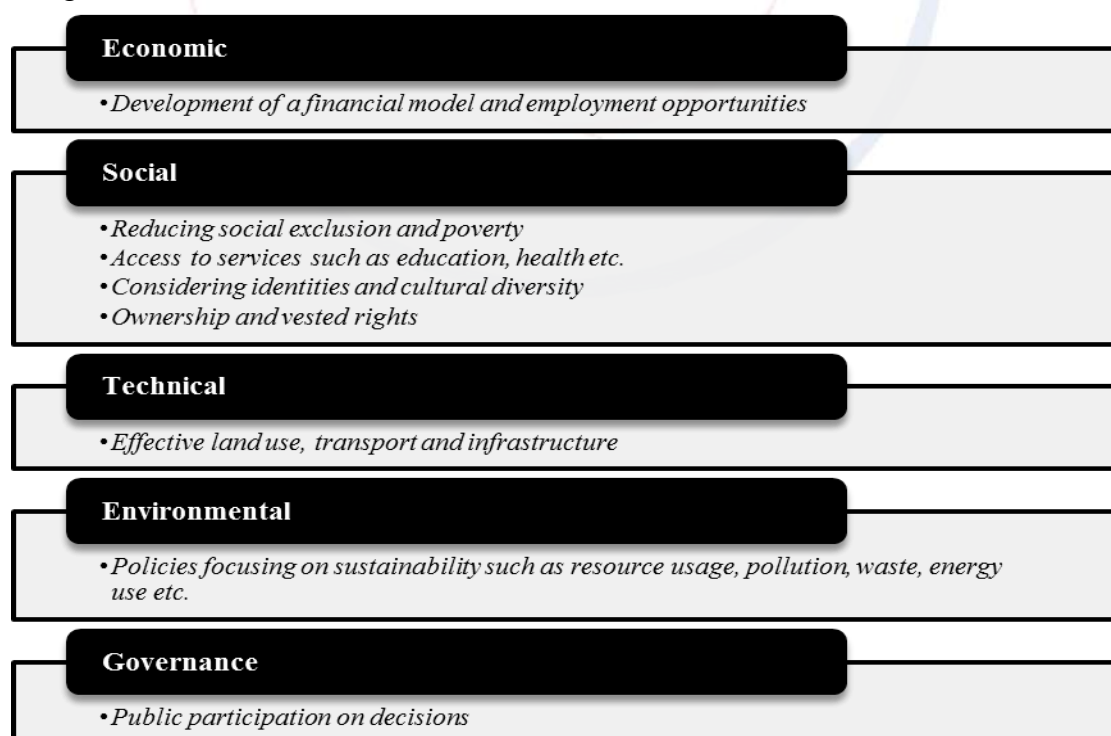 Economic
•Development of a financial model and employment opportunities
Social
•Reducing social exclusion and poverty
•Access to services such as education, health etc.
•Considering identities and cultural diversity
•Ownership and vested rights
Technical
•Effective land use, transport and infrastructure
Environmental
•Policies focusing on sustainability such as resource usage, pollution, waste, energy
use etc.
Governance
•Public participation on decisions